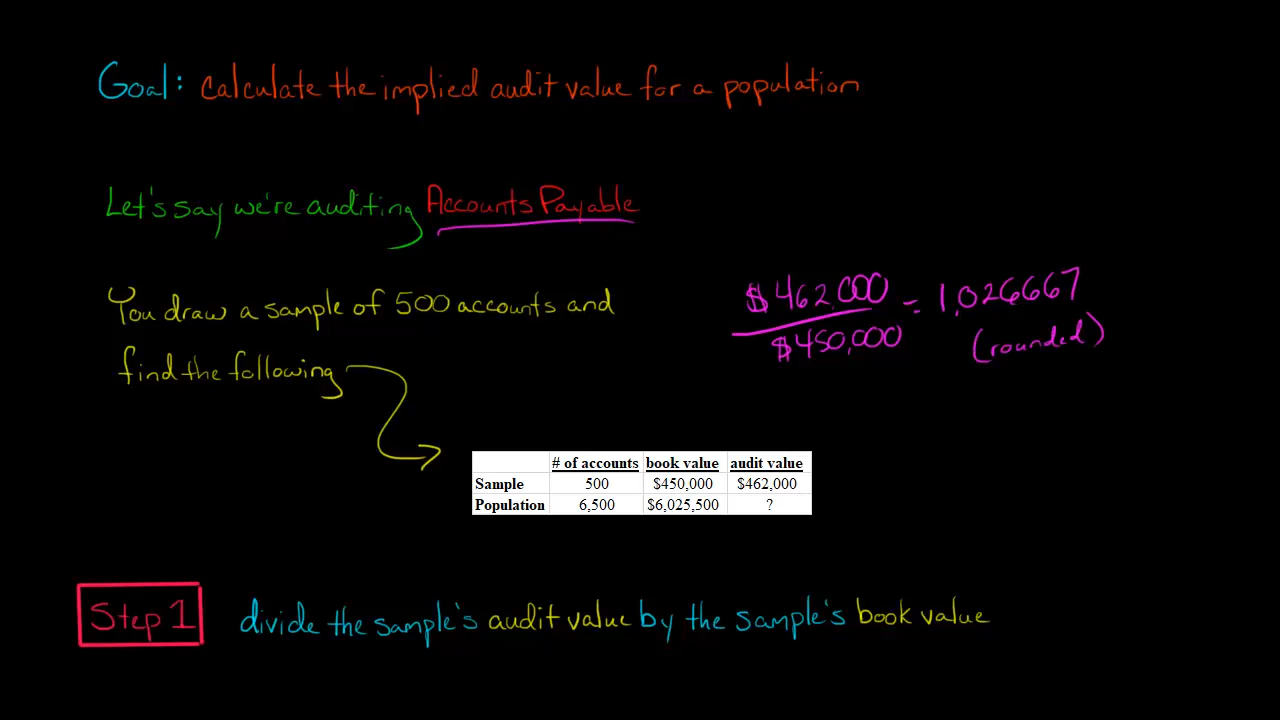 Goal: calculate the implied audit value for a population
Let's say we're auditing Accounts Payable
You draw a sample of 500 accounts and
find the following
$462,000
$450,000
= 1.026667
(rounded)
# of accounts book value audit value
Sample 500 $450,000 $462,000
Population 6,500 $6,025,500 ?
Step 1 divide the sample's audit value by the sample's book value